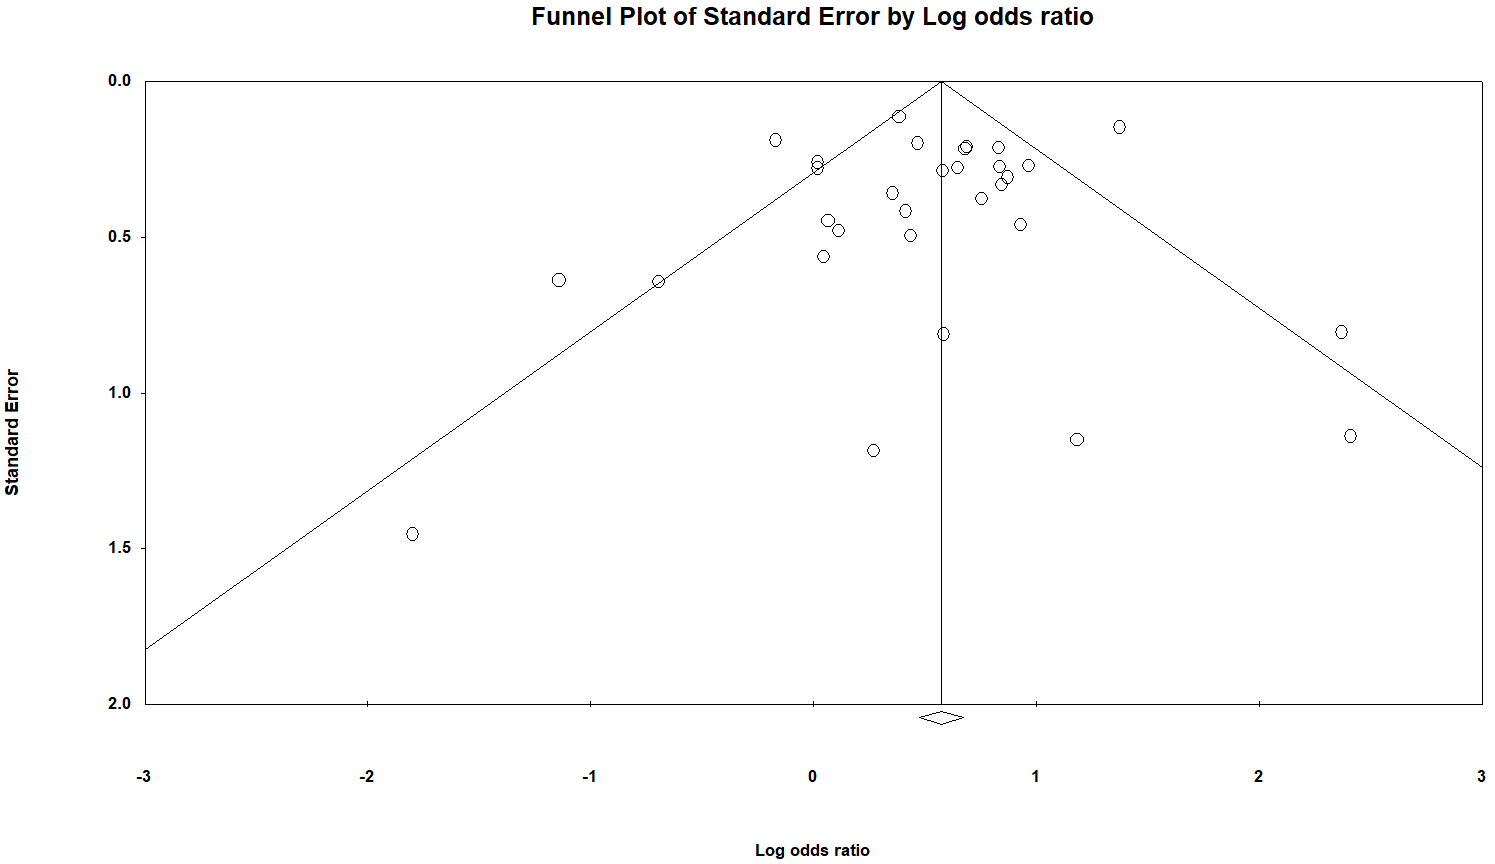 Funnel Plot of Standard Error by Log odds ratio
0.0
0.5
1.0
1.5
2.0
Standard Error
-3 -2 -1 0 1 2 3
Log odds ratio